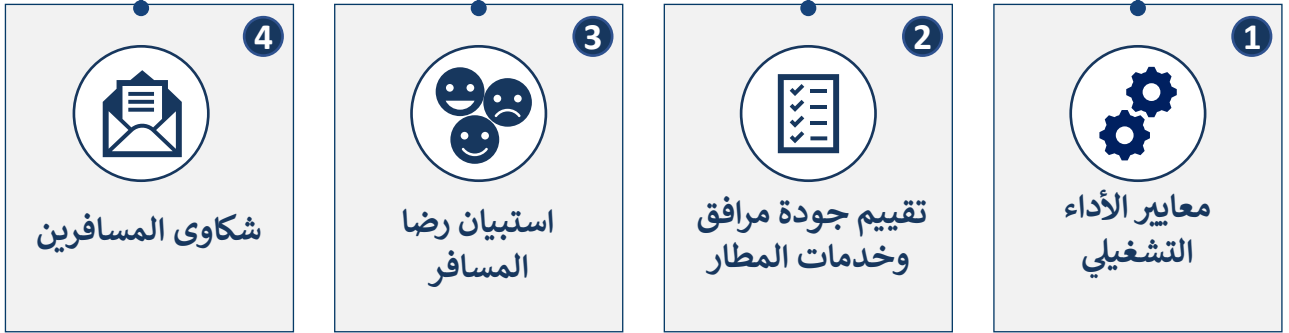 1
معايير الأداء
التشغيلي
2
تقييم جودة مرافق
وخدمات المطار
3
استبيان رضا
المسافر
4
شكاوى المسافرين